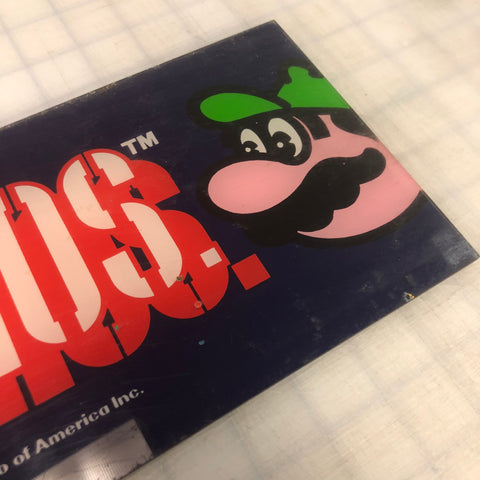 OS.™
o of America Inc.